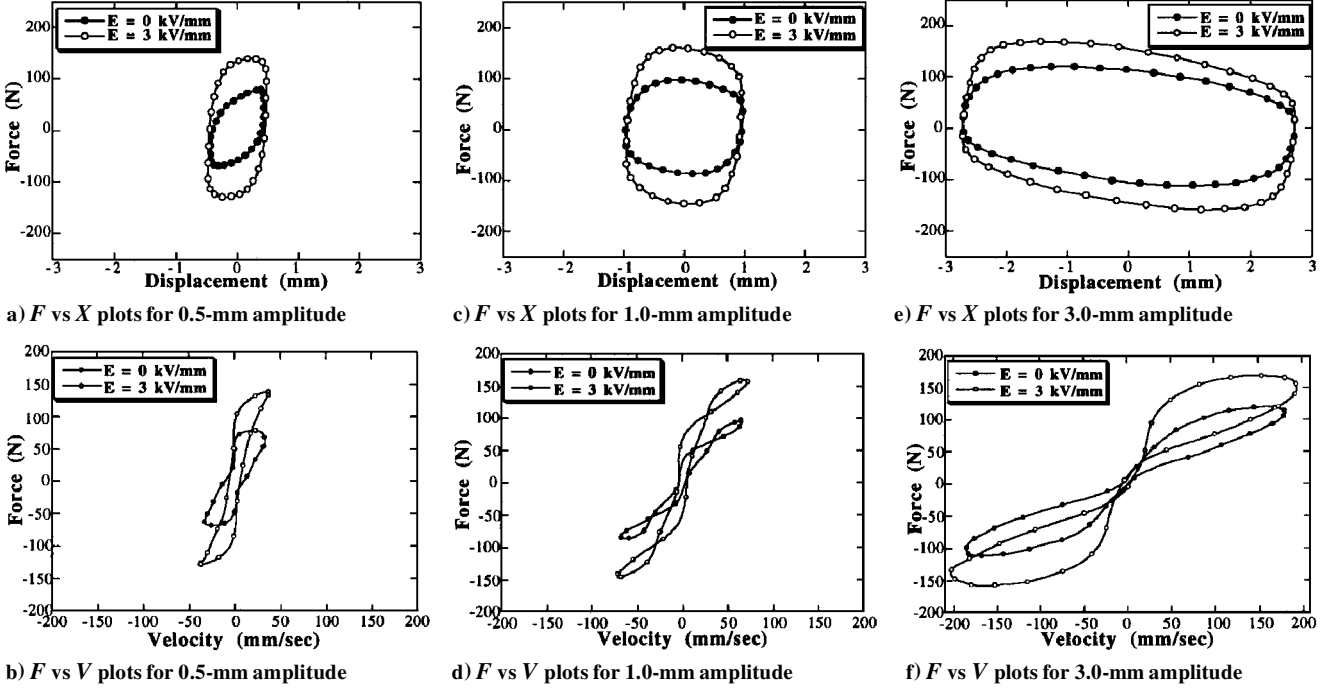 E = 0 kV/mm
E = 3 kV/mm
Force (N)
200
100
0
-100
-200
-3 -2 -1 0 1 2 3
Displacement (mm)
a) F vs X plots for 0.5-mm amplitude
E = 0 kV/mm
E = 3 kV/mm
Force (N)
200
100
0
-100
-200
-3 -2 -1 0 1 2 3
Displacement (mm)
c) F vs X plots for 1.0-mm amplitude
E = 0 kV/mm
E = 3 kV/mm
Force (N)
200
100
0
-100
-200
-3 -2 -1 0 1 2 3
Displacement (mm)
e) F vs X plots for 3.0-mm amplitude
E = 0 kV/mm
E = 3 kV/mm
Force (N)
200
150
100
50
0
-50
-100
-150
-200
-200 -150 -100 -50 0 50 100 150 200
Velocity (mm/sec)
b) F vs V plots for 0.5-mm amplitude
E = 0 kV/mm
E = 3 kV/mm
Force (N)
200
150
100
50
0
-50
-100
-150
-200
-200 -150 -100 -50 0 50 100 150 200
Velocity (mm/sec)
d) F vs V plots for 1.0-mm amplitude
E = 0 kV/mm
E = 3 kV/mm
Force (N)
200
150
100
50
0
-50
-100
-150
-200
-200 -150 -100 -50 0 50 100 150 200
Velocity (mm/sec)
f) F vs V plots for 3.0-mm amplitude